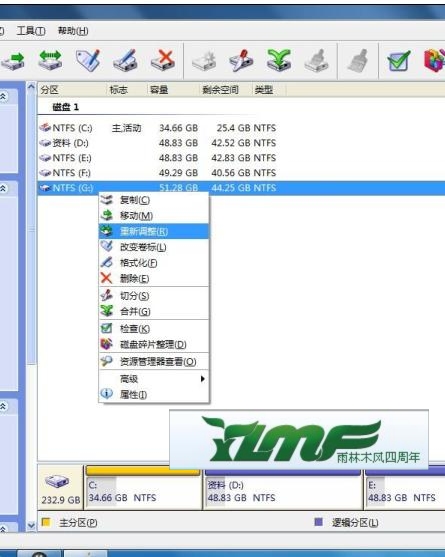 工具(T) 帮助(H)
分区 标志 容量 剩余空间 类型
磁盘 1
NTFS (C:) 主,活动 34.66 GB 25.4 GB NTFS
资料 (D:) 48.83 GB 42.52 GB NTFS
NTFS (E:) 48.83 GB 42.83 GB NTFS
NTFS (F:) 49.29 GB 40.56 GB NTFS
NTFS (G:) 51.28 GB 44.25 GB NTFS
复制(C)
移动(M)
重新调整(R)
改变卷标(L)
格式化(F)
删除(E)
切分(S)
合并(G)
检查(K)
磁盘碎片整理(D)
资源管理器查看(O)
高级
属性(I)
YLMF
雨林木风四周年
232.9 GB
C:
34.66 GB NTFS
资料 (D:)
48.83 GB NTFS
E:
48.83 GB NTFS
主分区(P) 逻辑分区(L)